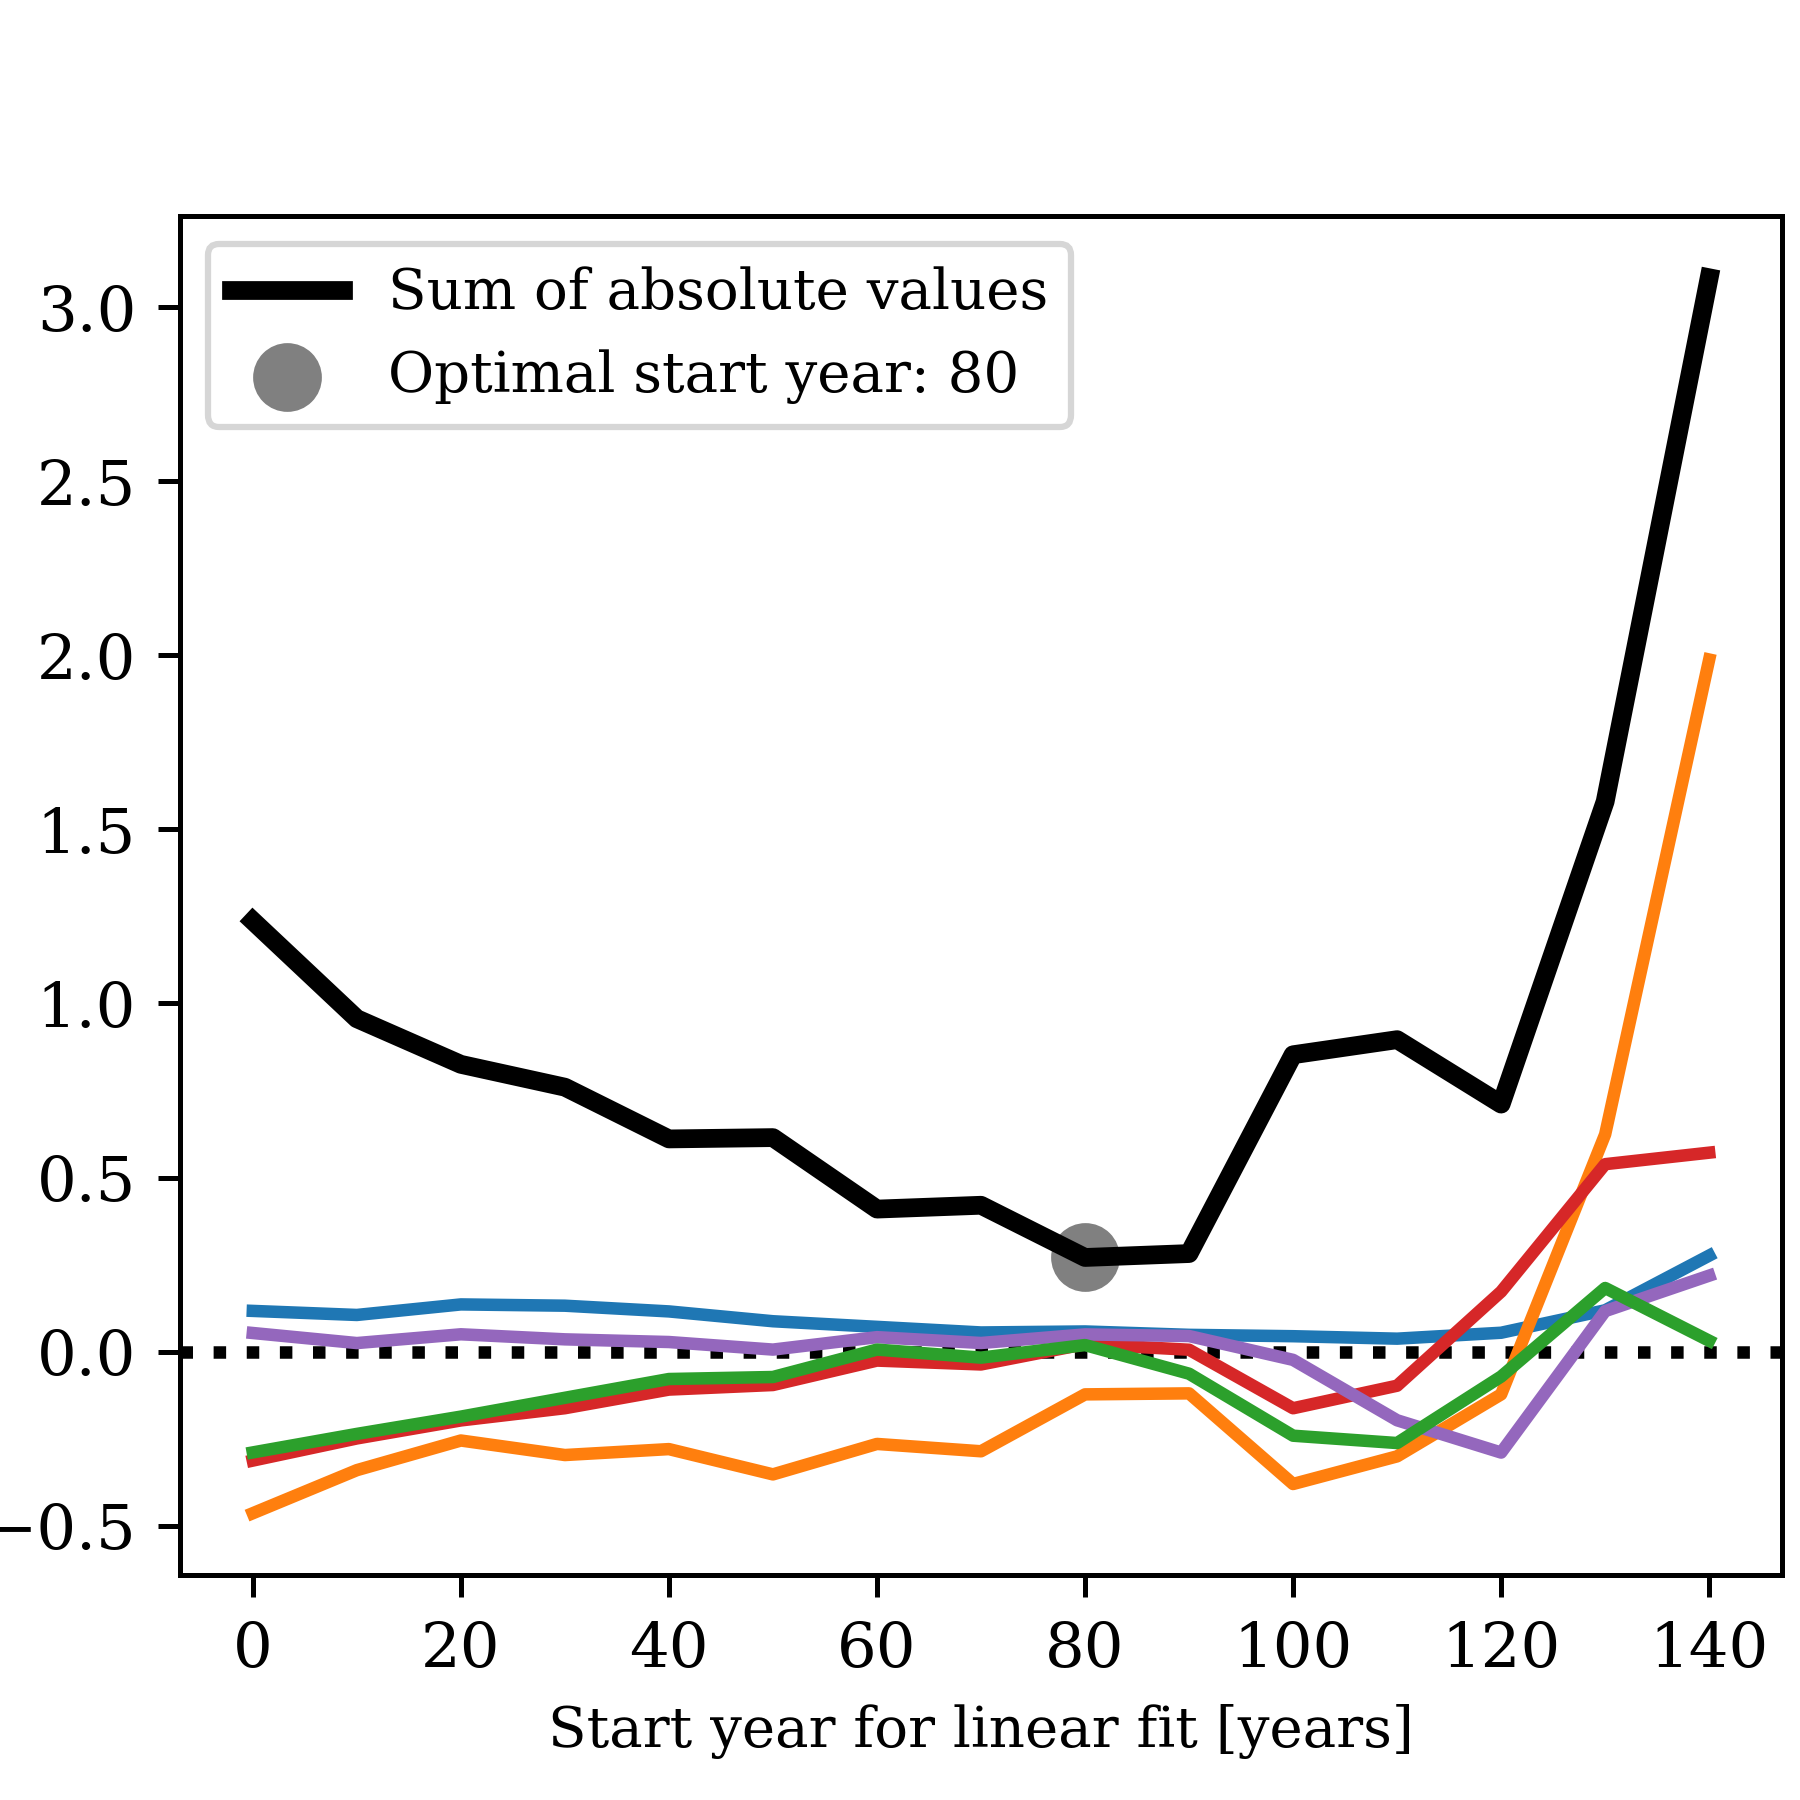 Sum of absolute values
Optimal start year: 80
3.0
2.5
2.0
1.5
1.0
0.5
0.0
−0.5
0 20 40 60 80 100 120 140
Start year for linear fit [years]